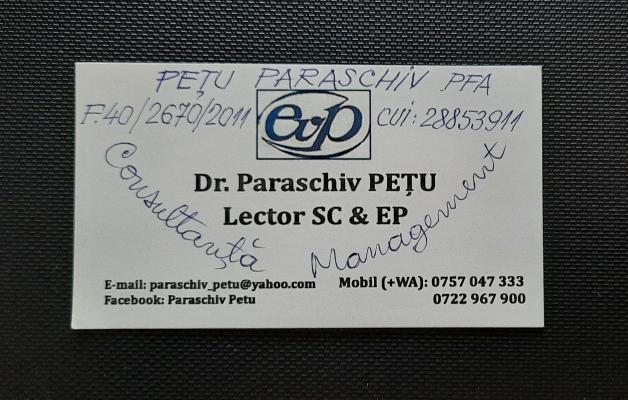 PEȚU PARASCHIV PFA
F.40/2670/2011
evp
CUI: 28853911
Dr. Paraschiv PEȚU
Lector SC & EP
Consultanță Management
E-mail: paraschiv_petu@yahoo.com Mobil (+WA): 0757 047 333
Facebook: Paraschiv Petu 0722 967 900